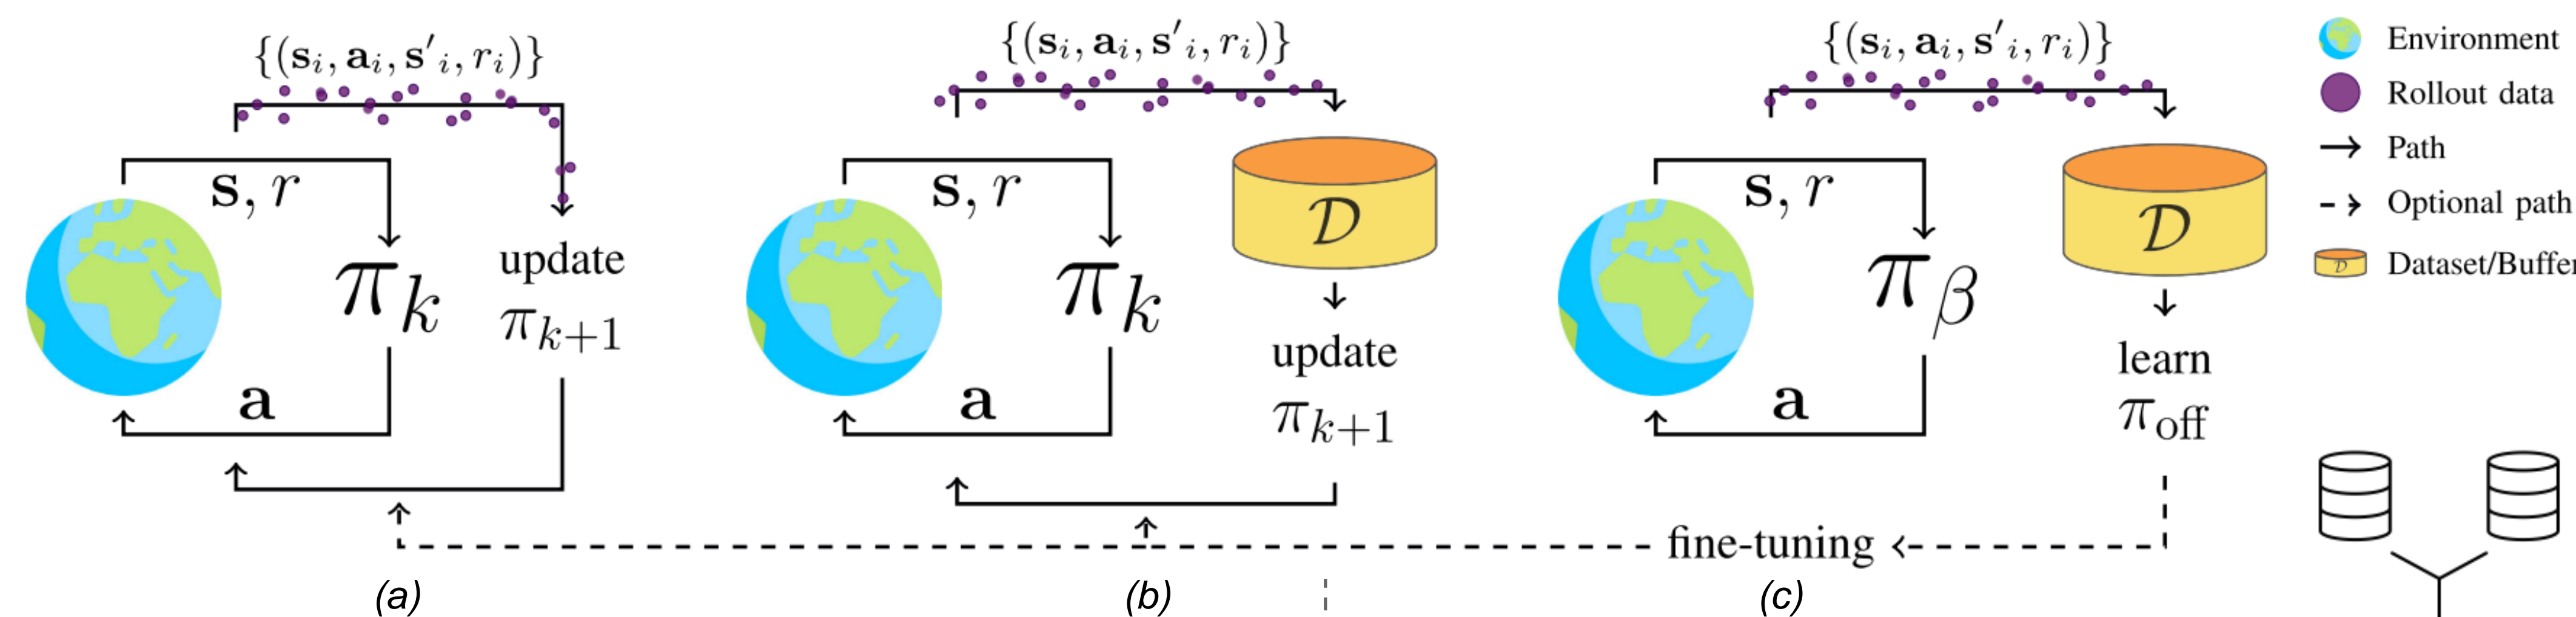 {(s_i, a_i, s'_i, r_i)}
s, r
π_k
a
update
π_{k+1}
(a)
{(s_i, a_i, s'_i, r_i)}
s, r
π_k
a
D
update
π_{k+1}
(b)
{(s_i, a_i, s'_i, r_i)}
s, r
π_β
a
D
learn
π_off
fine-tuning
(c)
Environment
Rollout data
Path
Optional path
D
Dataset/Buffer